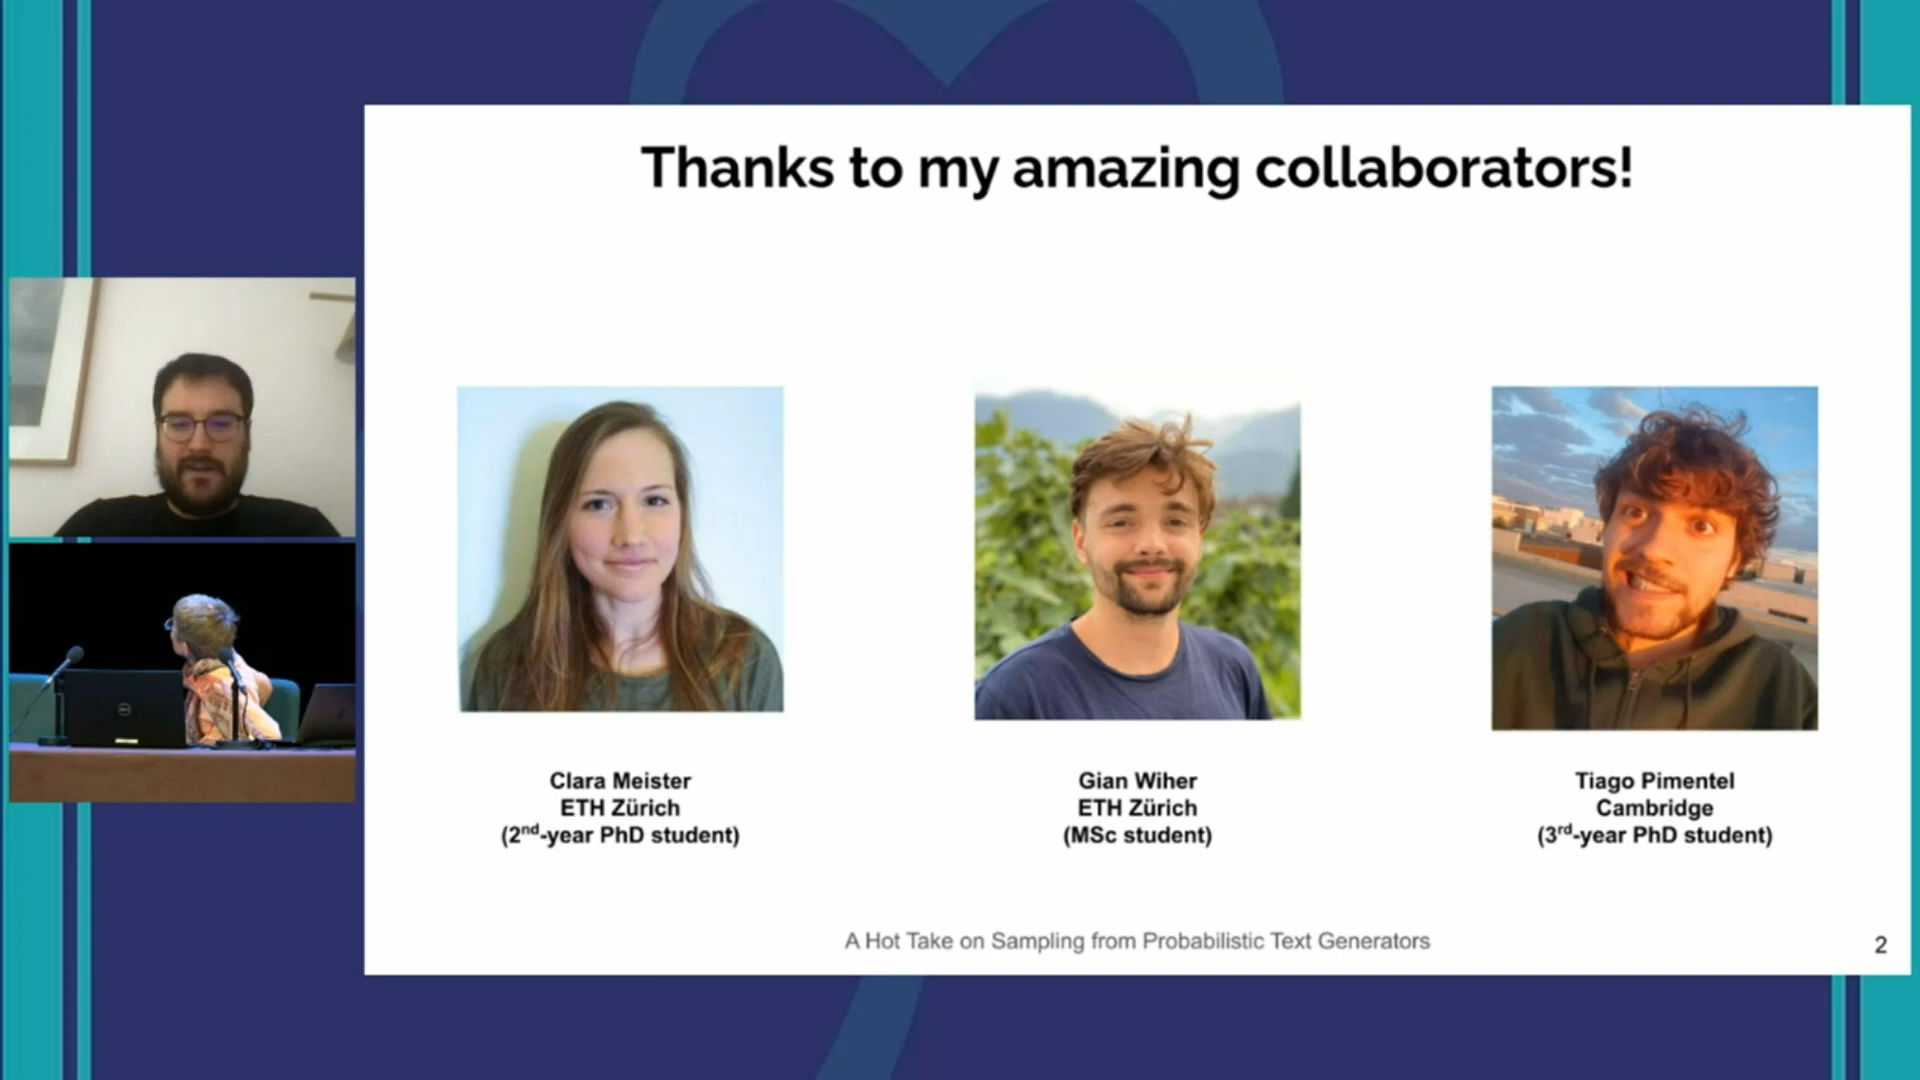 Thanks to my amazing collaborators!
Clara Meister
ETH Zürich
(2nd-year PhD student)
Gian Wiher
ETH Zürich
(MSc student)
Tiago Pimentel
Cambridge
(3rd-year PhD student)
A Hot Take on Sampling from Probabilistic Text Generators
2